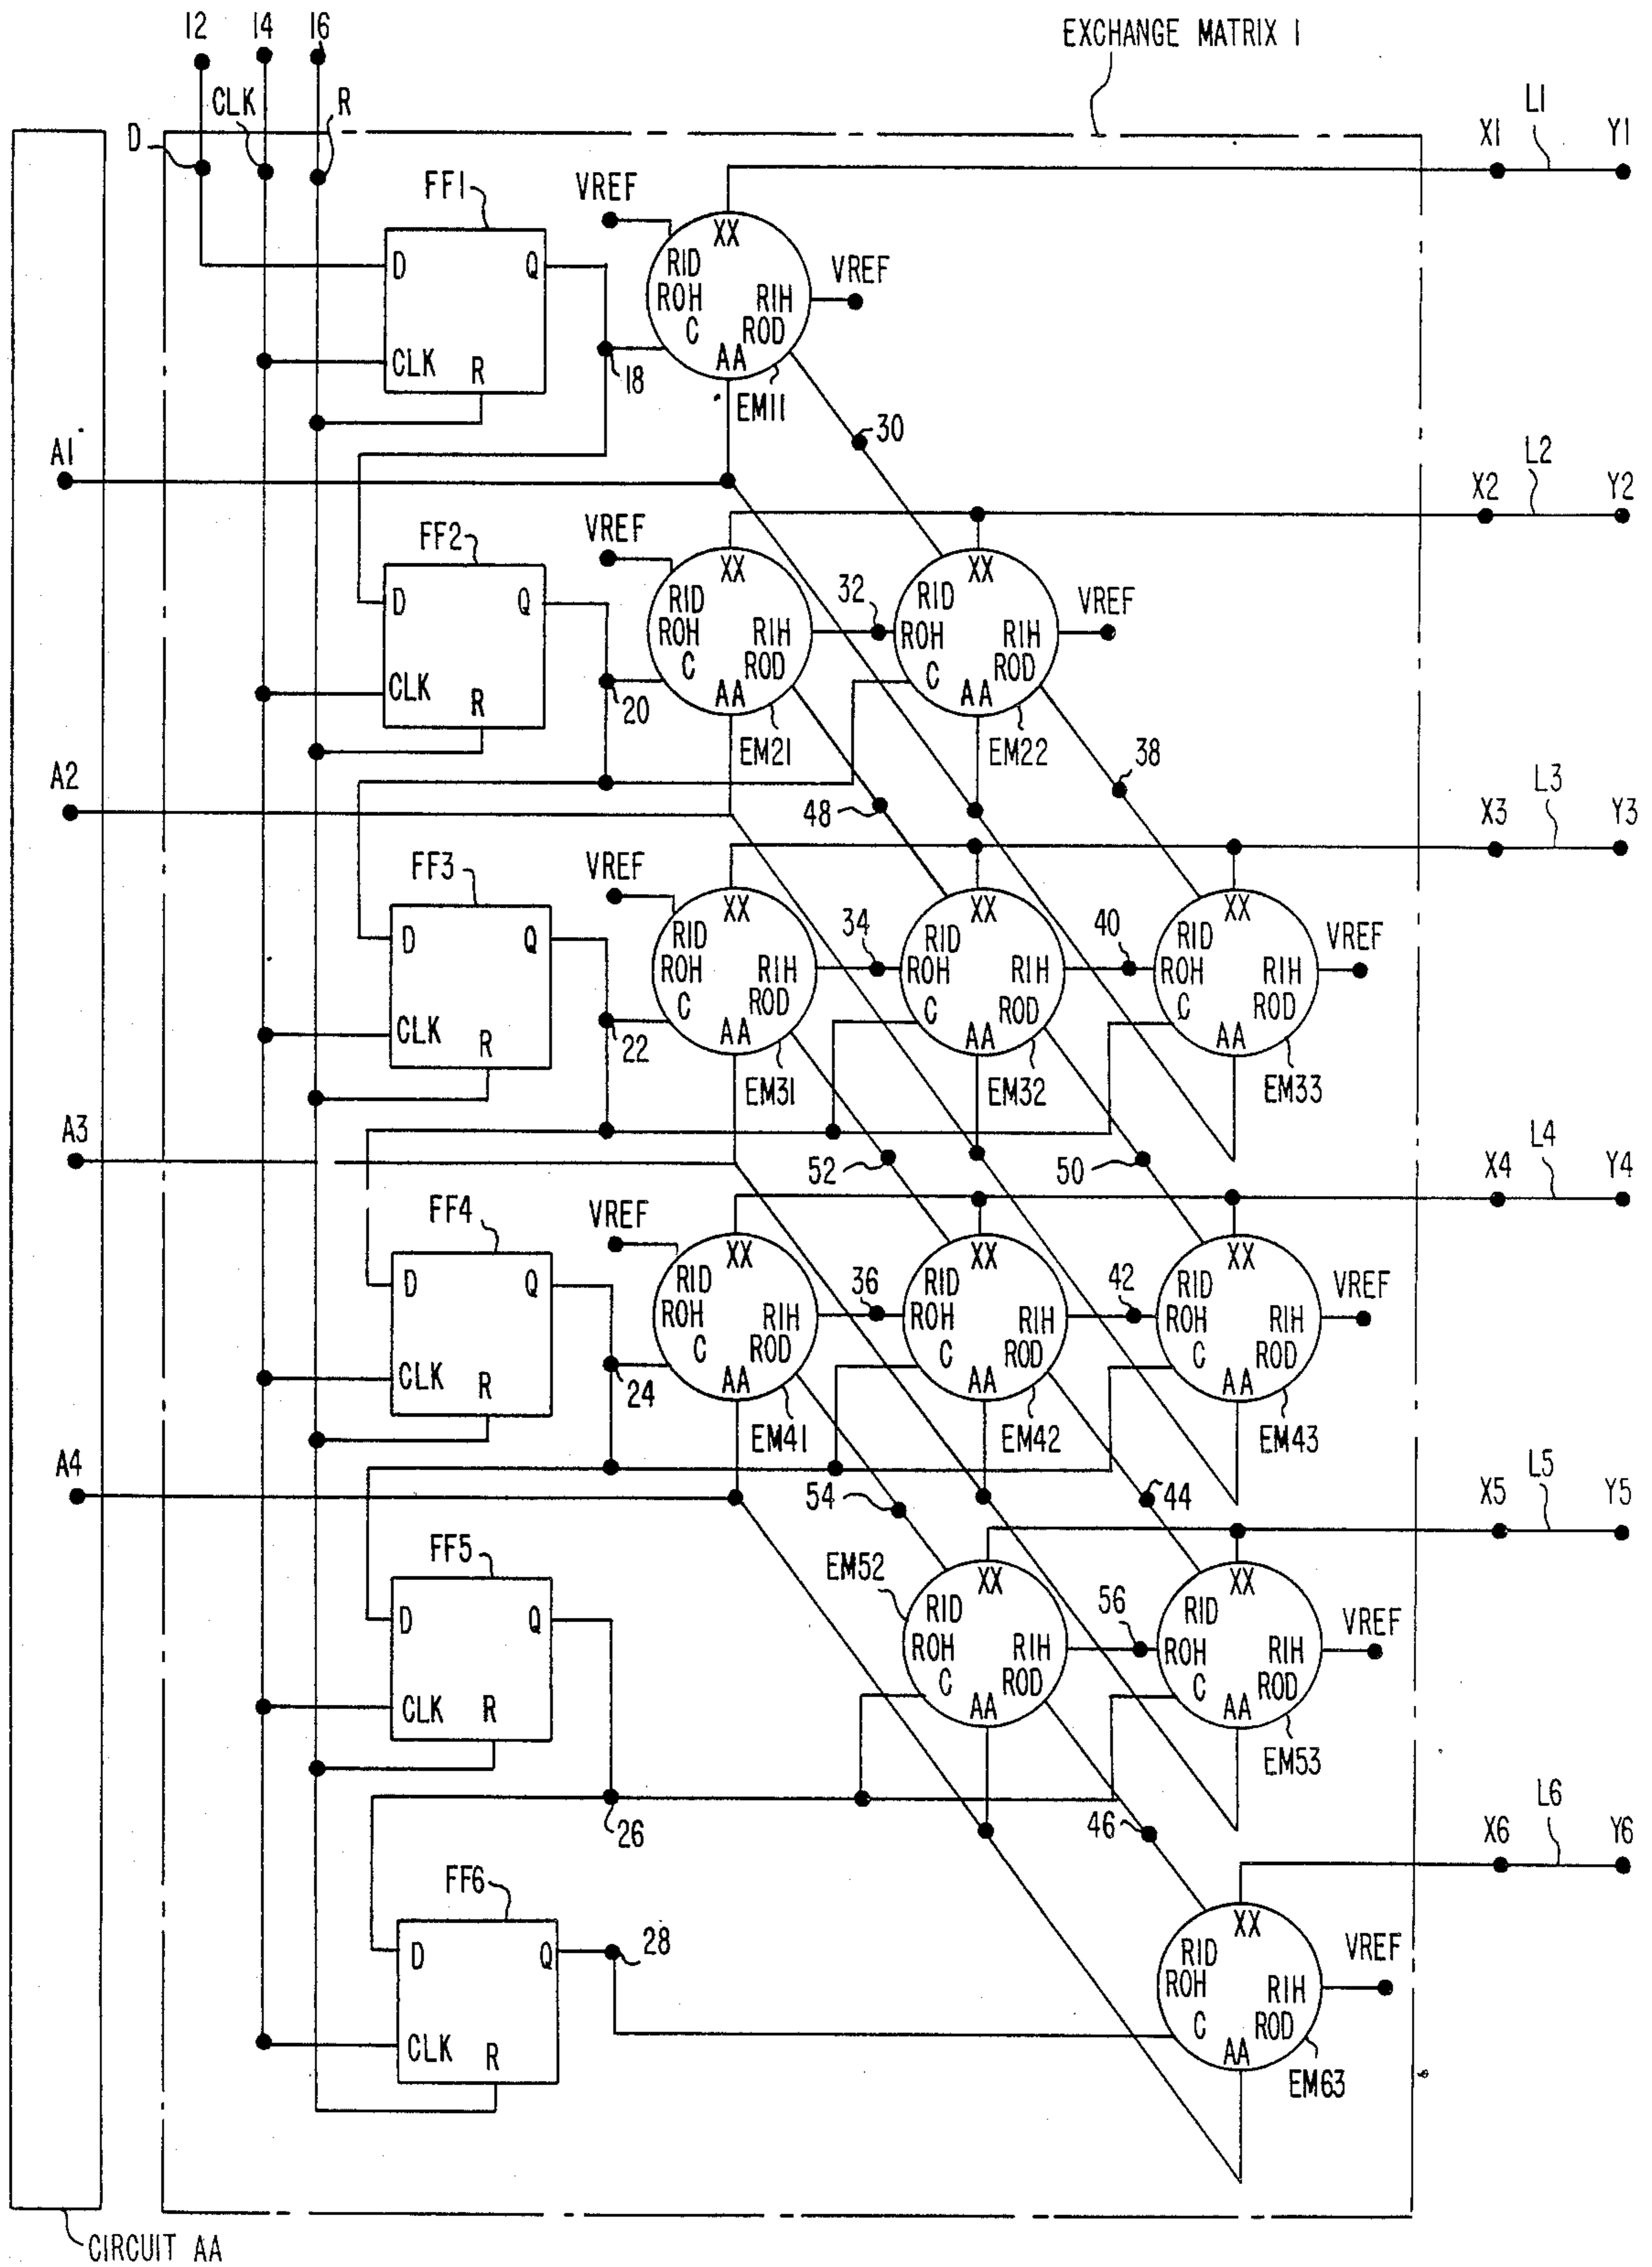 12 14 16
EXCHANGE MATRIX 1
CLK R
D
L1
X1 Y1
FF1
VREF
XX
D Q
RID
VREF
ROH RIH
C ROD
CLK R
AA
18
EM11
30
A1
L2
X2 Y2
VREF
FF2
XX XX
D Q
RID 32 RID
VREF
ROH RIH ROH RIH
C ROD C ROD
CLK R
AA AA
20
EM21 EM22
38
A2
48
L3
X3 Y3
FF3
VREF
XX XX XX
D Q
RID 34 RID 40 RID
VREF
ROH RIH ROH RIH ROH RIH
C ROD C ROD C ROD
CLK R
AA AA AA
22
EM31 EM32 EM33
A3
52 50
L4
X4 Y4
FF4
VREF
XX XX XX
D Q
RID 36 RID 42 RID
VREF
ROH RIH ROH RIH ROH RIH
C ROD C ROD C ROD
CLK R
AA AA AA
24
EM41 EM42 EM43
A4
54 44
L5
X5 Y5
FF5
EM52
XX XX
D Q
RID 56 RID
VREF
ROH RIH ROH RIH
C ROD C ROD
CLK R
AA AA
EM53
26
46
L6
X6 Y6
FF6
XX
D Q
28
RID
VREF
ROH RIH
C ROD
CLK R
AA
EM63
CIRCUIT AA